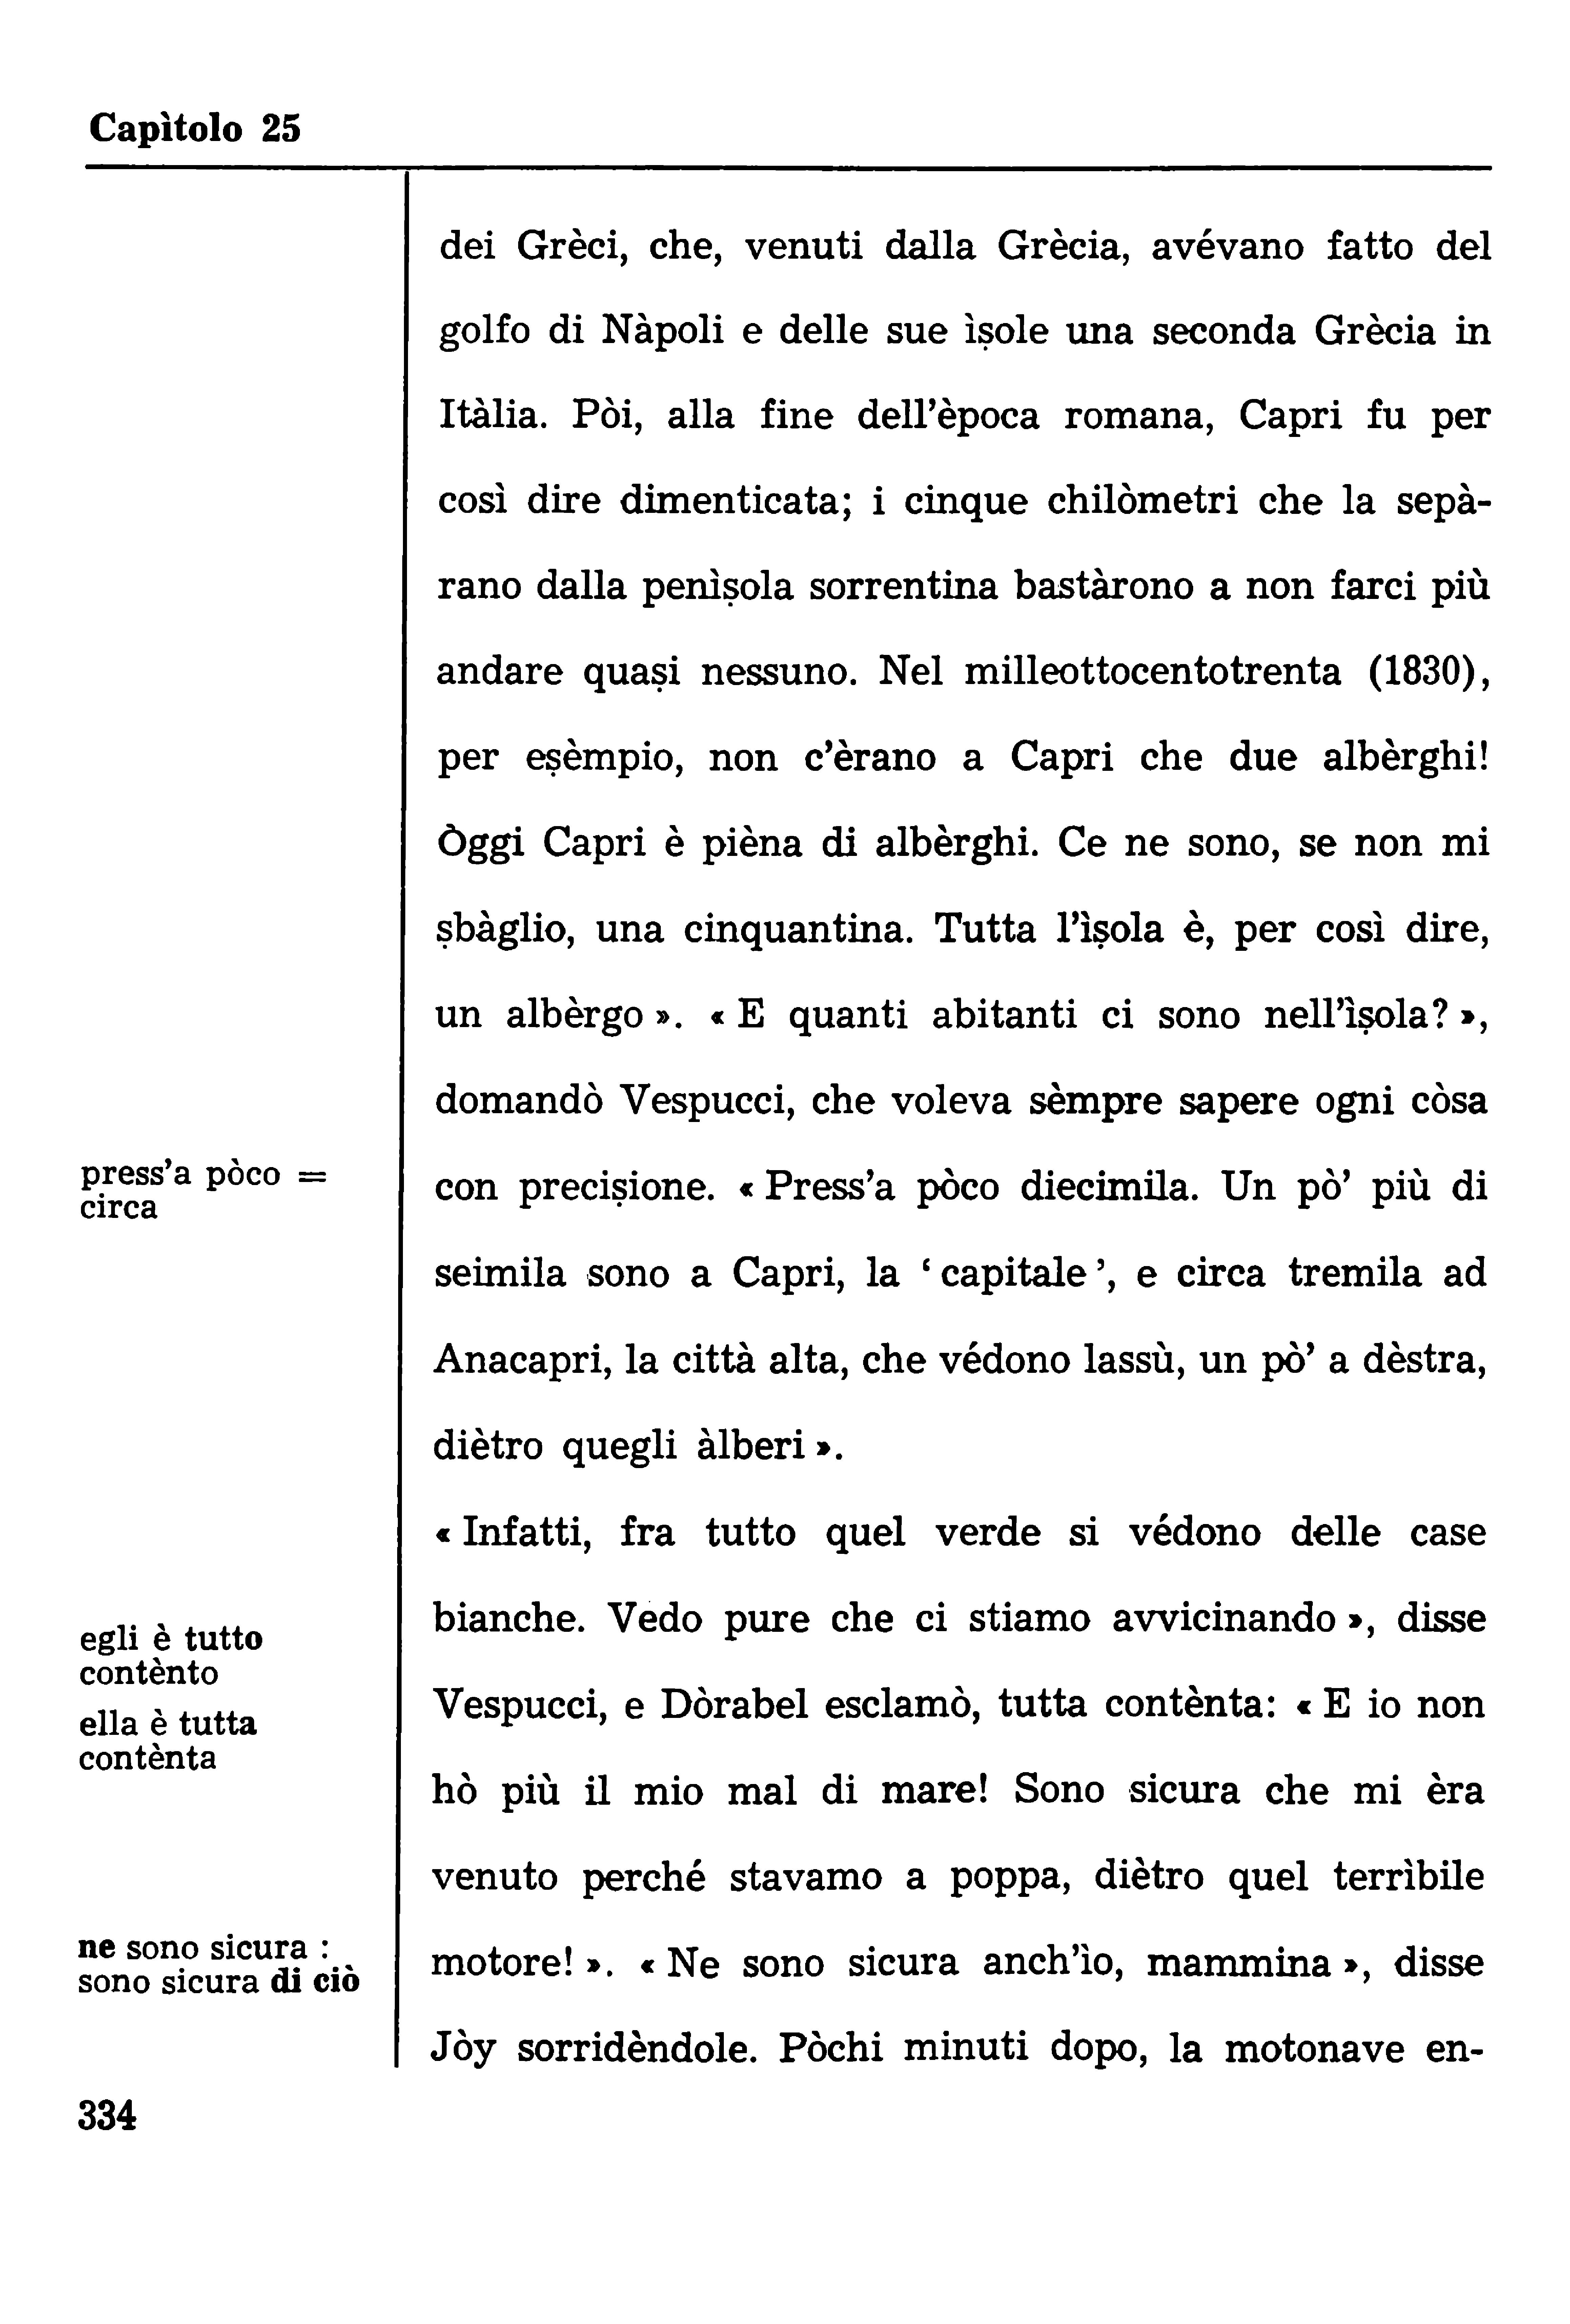 Capìtolo 25
dei Grèci, che, venuti dalla Grècia, avévano fatto del
golfo di Nàpoli e delle sue ìṣole una seconda Grècia in
Itàlia. Pòi, alla fine dell'època romana, Capri fu per
così dire dimenticata; i cinque chilòmetri che la sepà-
rano dalla penìṣola sorrentina bastàrono a non farci più
andare quaṣi nessuno. Nel milleottocentotrenta (1830),
per eṣèmpio, non c'èrano a Capri che due albèrghi!
Òggi Capri è pièna di albèrghi. Ce ne sono, se non mi
ṣbàglio, una cinquantina. Tutta l'ìṣola è, per così dire,
un albèrgo ». « E quanti abitanti ci sono nell'ìṣola? »,
domandò Vespucci, che voleva sèmpre sapere ogni còsa
press'a pòco =
circa
con preciṣione. « Press'a pòco diecimila. Un pò' più di
seimila sono a Capri, la ‘ capitale ’, e circa tremila ad
Anacapri, la città alta, che védono lassù, un pò' a dèstra,
diètro quegli àlberi ».
« Infatti, fra tutto quel verde si védono delle case
bianche. Vedo pure che ci stiamo avvicinando », disse
egli è tutto
contènto
ella è tutta
contènta
Vespucci, e Dòrabel esclamò, tutta contènta: « E io non
hò più il mio mal di mare! Sono sicura che mi èra
venuto perché stavamo a poppa, diètro quel terrìbile
ne sono sicura :
sono sicura di ciò
motore! ». « Ne sono sicura anch'ìo, mammina », disse
Jòy sorridèndole. Pòchi minuti dopo, la motonave en-
334